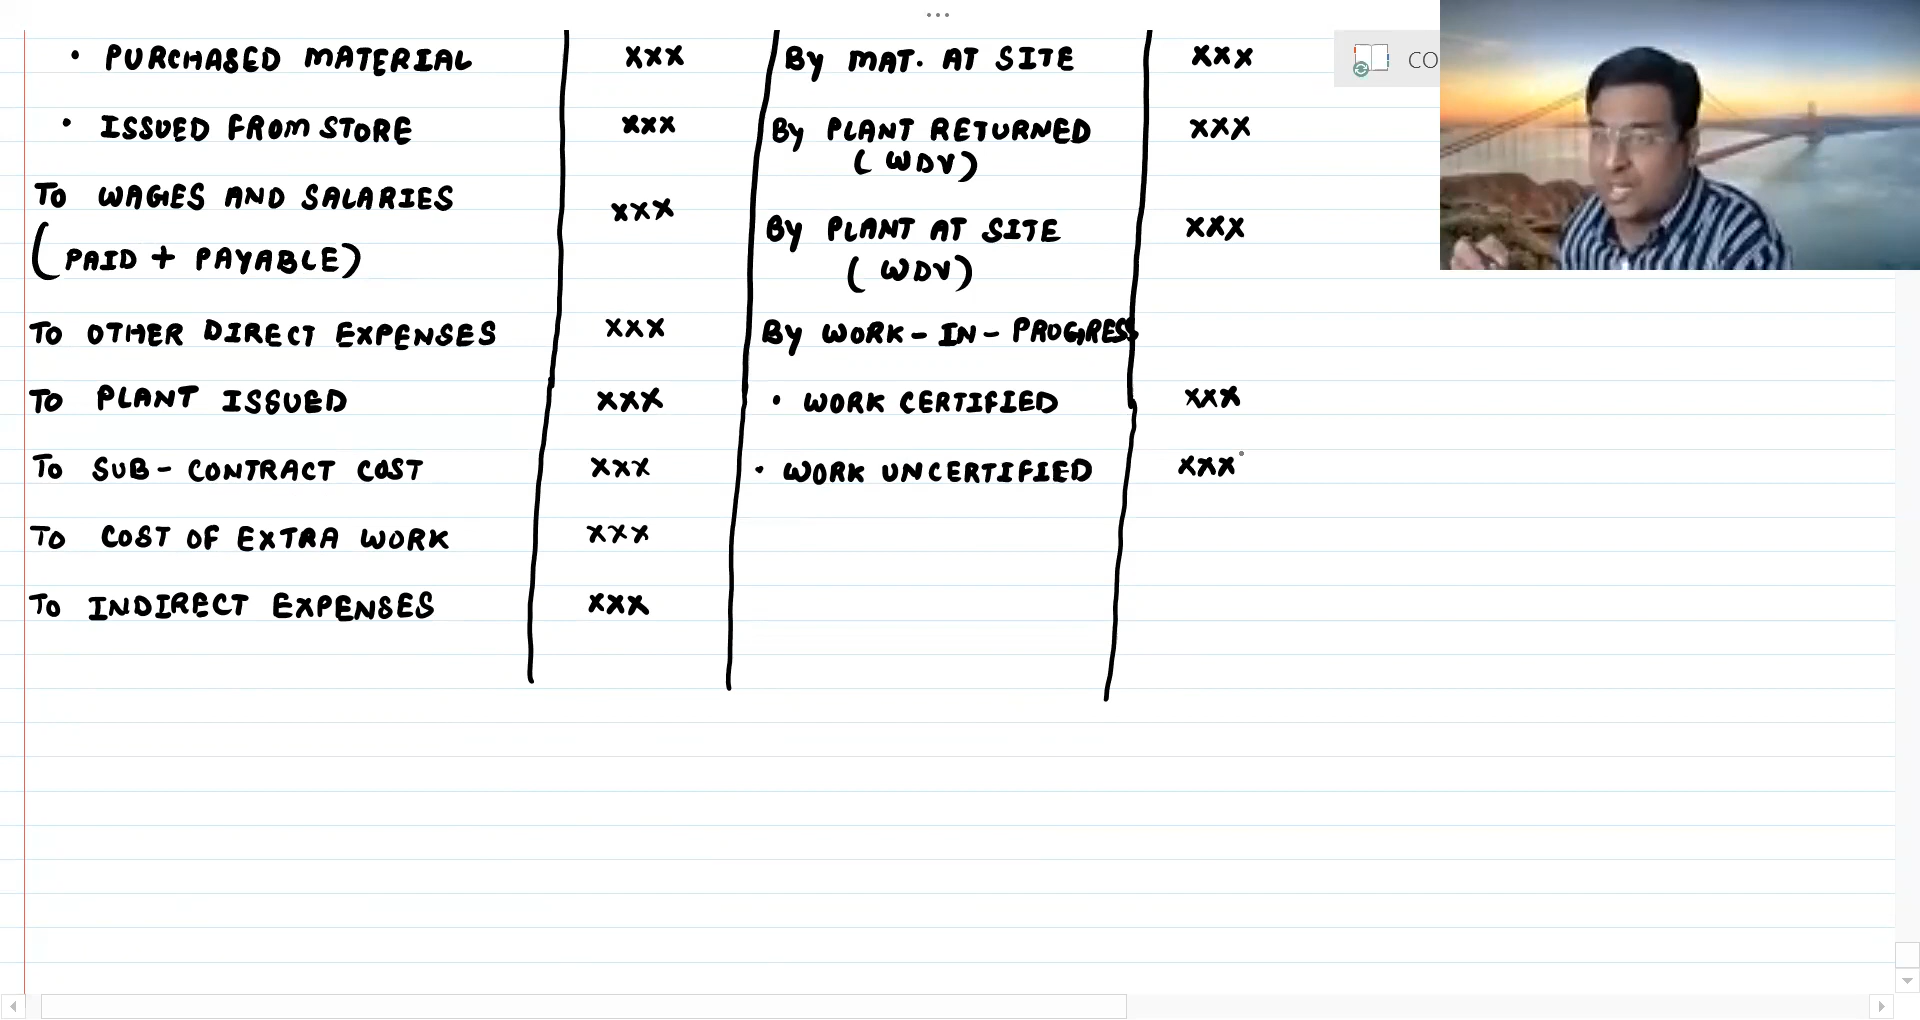 • PURCHASED MATERIAL XXX By MAT. AT SITE XXX
CO
• ISSUED FROM STORE XXX By PLANT RETURNED XXX
(WDV)
To WAGES AND SALARIES XXX
(PAID + PAYABLE)
By PLANT AT SITE XXX
(WDV)
To OTHER DIRECT EXPENSES XXX By WORK-IN-PROGRESS
To PLANT ISSUED XXX • WORK CERTIFIED XXX
To SUB-CONTRACT COST XXX • WORK UNCERTIFIED XXX
To COST OF EXTRA WORK XXX
To INDIRECT EXPENSES XXX